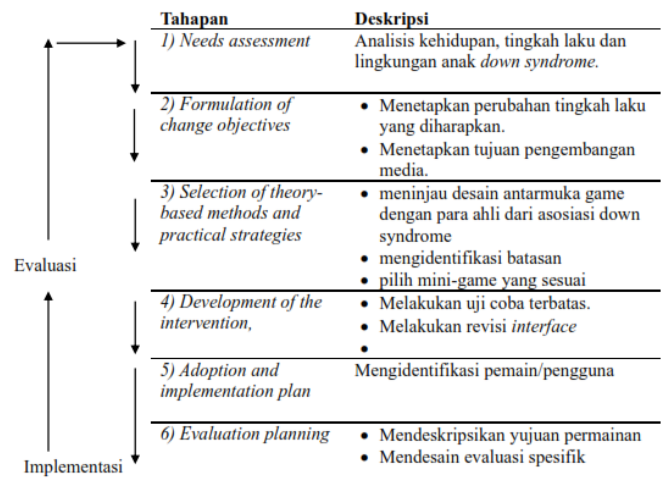 Tahapan Deskripsi
1) Needs assessment Analisis kehidupan, tingkah laku dan
lingkungan anak down syndrome.
2) Formulation of • Menetapkan perubahan tingkah laku
change objectives yang diharapkan.
• Menetapkan tujuan pengembangan
media.
3) Selection of theory- • meninjau desain antarmuka game
based methods and dengan para ahli dari asosiasi down
practical strategies syndrome
• mengidentifikasi batasan
Evaluasi
• pilih mini-game yang sesuai
4) Development of the • Melakukan uji coba terbatas.
intervention, • Melakukan revisi interface
•
5) Adoption and Mengidentifikasi pemain/pengguna
implementation plan
6) Evaluation planning • Mendeskripsikan yujuan permainan
• Mendesain evaluasi spesifik
Implementasi